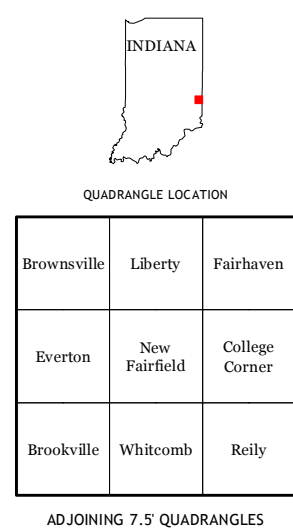 INDIANA
QUADRANGLE LOCATION
Brownsville Liberty Fairhaven
Everton New Fairfield College Corner
Brookville Whitcomb Reily
ADJOINING 7.5' QUADRANGLES